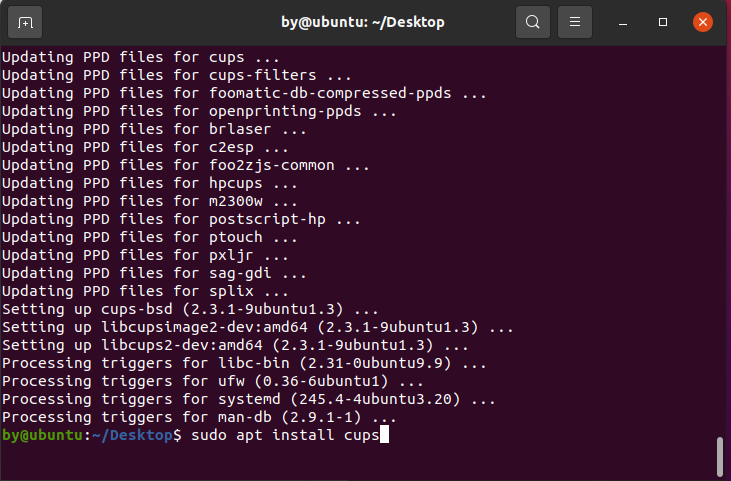 by@ubuntu: ~/Desktop
Updating PPD files for cups ...
Updating PPD files for cups-filters ...
Updating PPD files for foomatic-db-compressed-ppds ...
Updating PPD files for openprinting-ppds ...
Updating PPD files for brlaser ...
Updating PPD files for c2esp ...
Updating PPD files for foo2zjs-common ...
Updating PPD files for hpcups ...
Updating PPD files for m2300w ...
Updating PPD files for postscript-hp ...
Updating PPD files for ptouch ...
Updating PPD files for pxljr ...
Updating PPD files for sag-gdi ...
Updating PPD files for splix ...
Setting up cups-bsd (2.3.1-9ubuntu1.3) ...
Setting up libcupsimage2-dev:amd64 (2.3.1-9ubuntu1.3) ...
Setting up libcups2-dev:amd64 (2.3.1-9ubuntu1.3) ...
Processing triggers for libc-bin (2.31-0ubuntu9.9) ...
Processing triggers for ufw (0.36-6ubuntu1) ...
Processing triggers for systemd (245.4-4ubuntu3.20) ...
Processing triggers for man-db (2.9.1-1) ...
by@ubuntu:~/Desktop$ sudo apt install cups